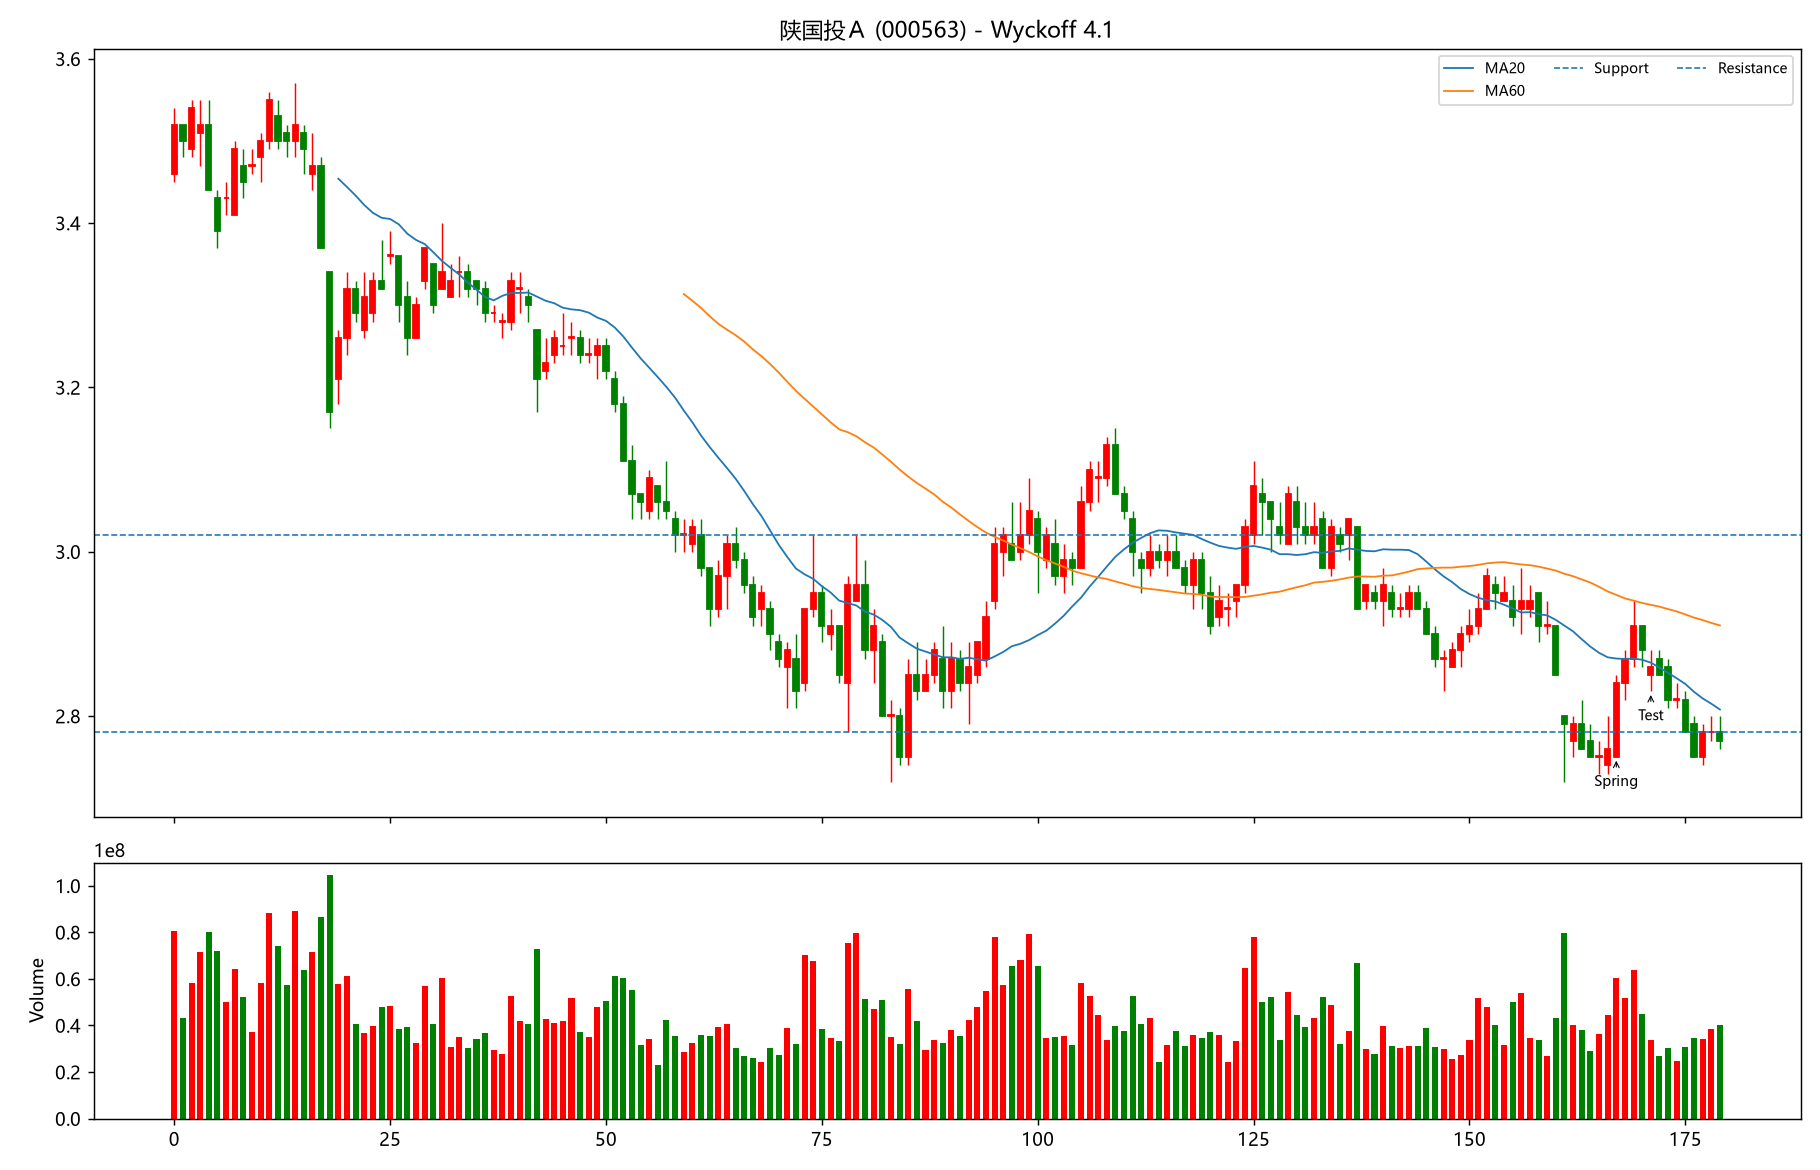 陕国投Ａ (000563) - Wyckoff 4.1
MA20
MA60
Support
Resistance
3.6
3.4
3.2
3.0
2.8
Test
Spring
1e8
1.0
0.8
0.6
0.4
0.2
0.0
Volume
0 25 50 75 100 125 150 175